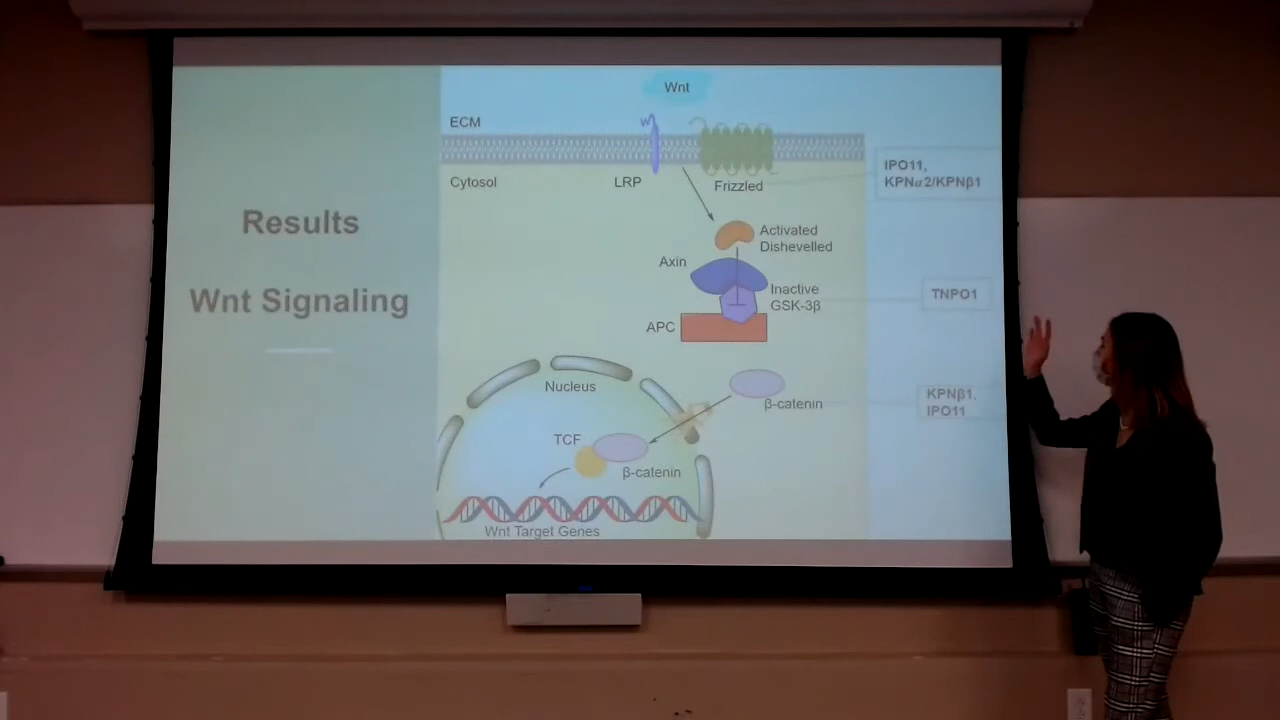 Results
Wnt Signaling
Wnt
ECM
Cytosol
LRP
Frizzled
IPO11,
KPNα2/KPNβ1
Activated
Dishevelled
Axin
Inactive
GSK-3β
TNPO1
APC
Nucleus
β-catenin
KPNβ1,
IPO11
TCF
β-catenin
Wnt Target Genes